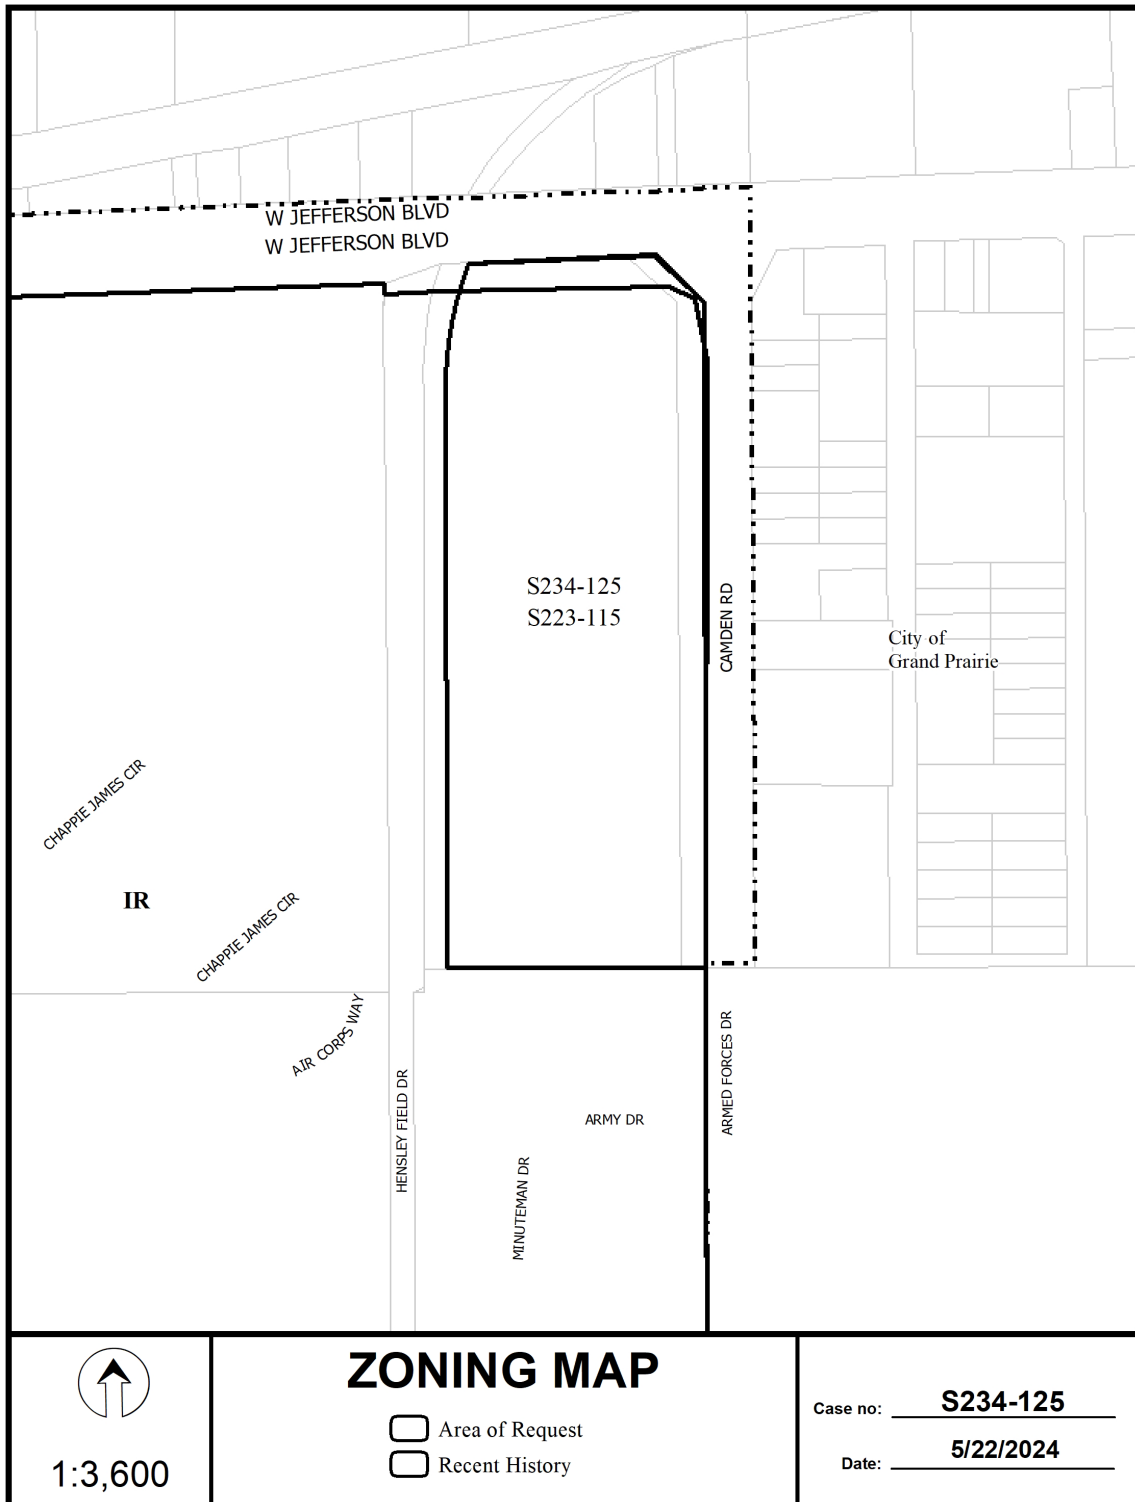 W JEFFERSON BLVD
W JEFFERSON BLVD
S234-125
S223-115
CAMDEN RD
City of
Grand Prairie
CHAPPIE JAMES CIR
IR
CHAPPIE JAMES CIR
AIR CORPS WAY
HENSLEY FIELD DR
ARMY DR
MINUTEMAN DR
ARMED FORCES DR
1:3,600
ZONING MAP
Area of Request
Recent History
Case no: S234-125
Date: 5/22/2024